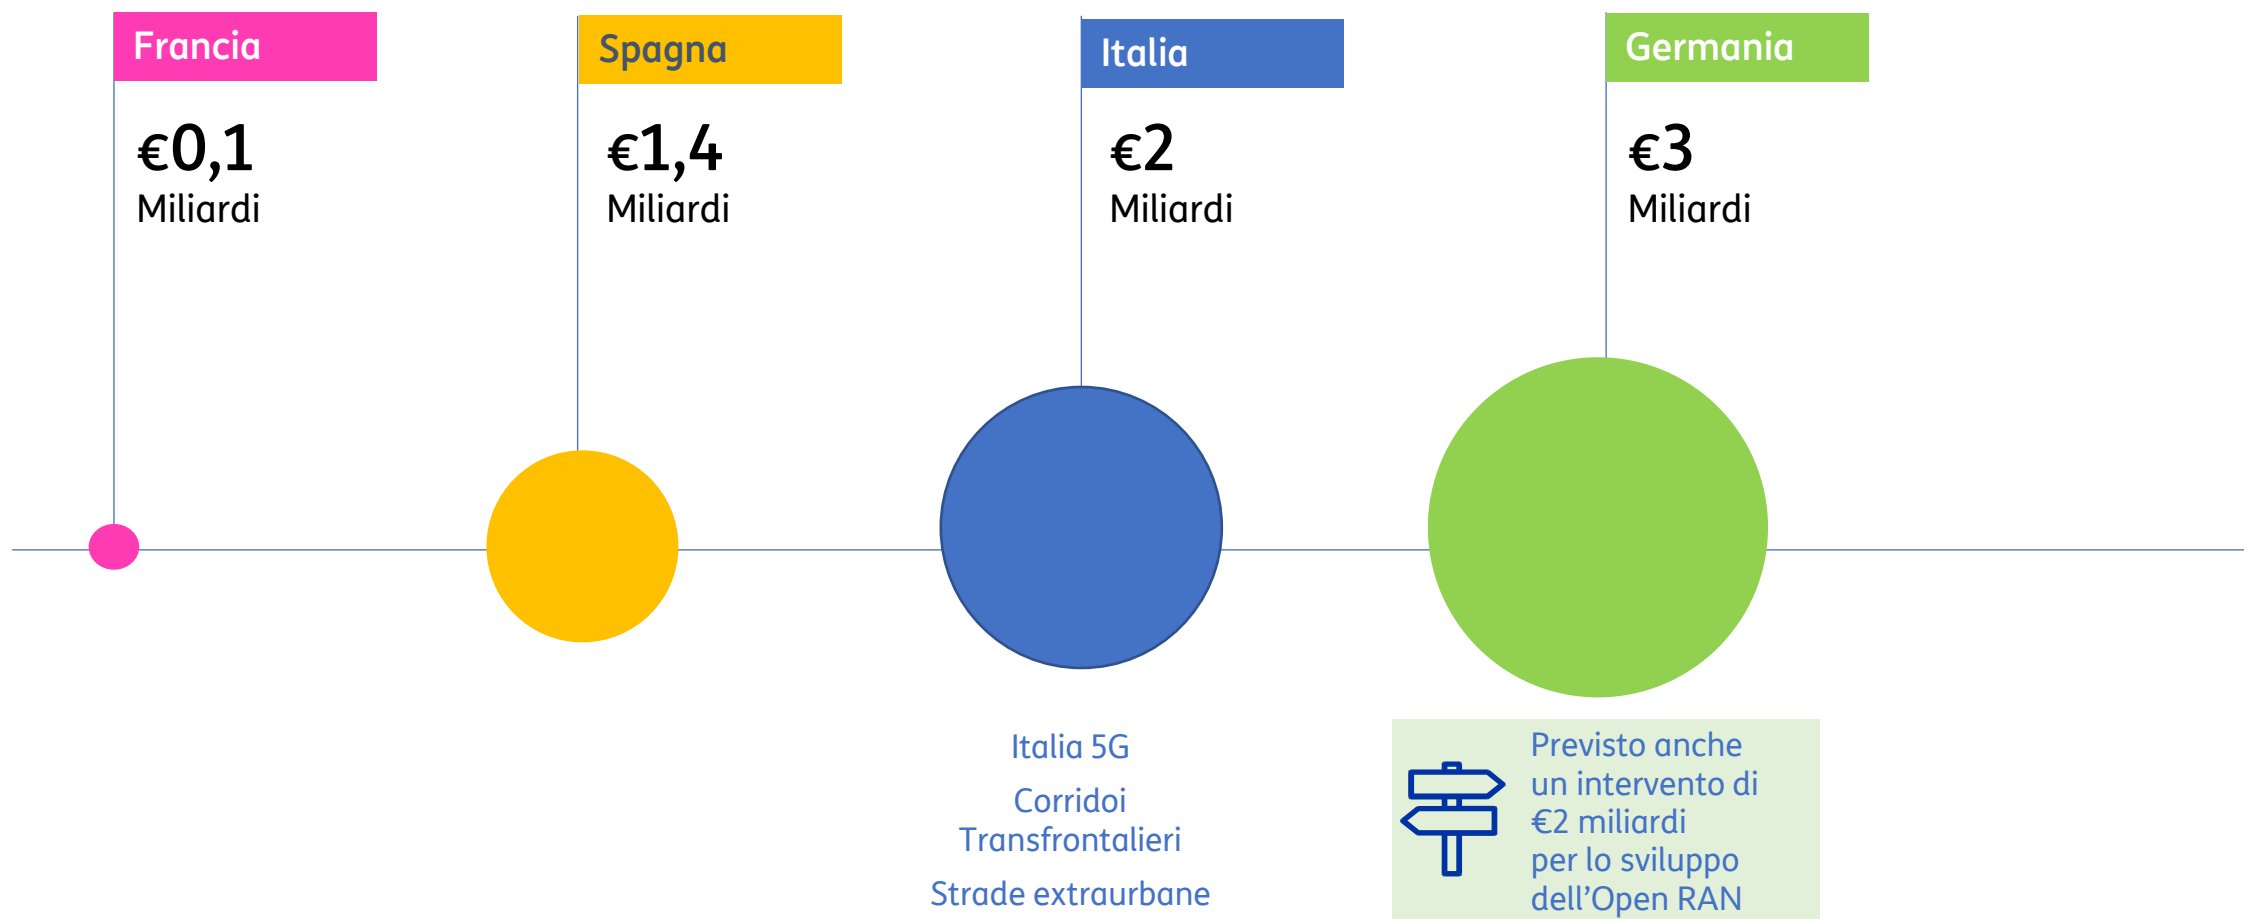 Francia
€0,1
Miliardi
Spagna
€1,4
Miliardi
Italia
€2
Miliardi
Germania
€3
Miliardi
Italia 5G
Corridoi
Transfrontalieri
Strade extraurbane
Previsto anche
un intervento di
€2 miliardi
per lo sviluppo
dell’Open RAN